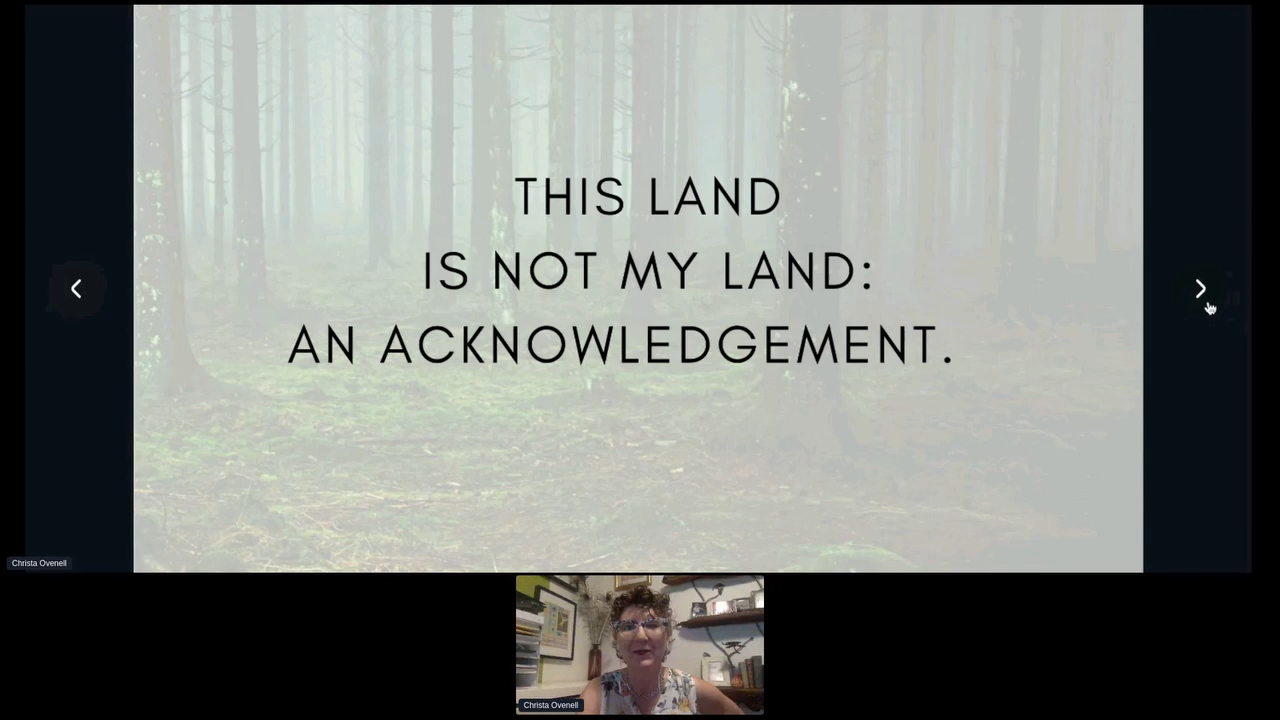 THIS LAND
IS NOT MY LAND:
AN ACKNOWLEDGEMENT.
Christa Ovenell
Christa Ovenell